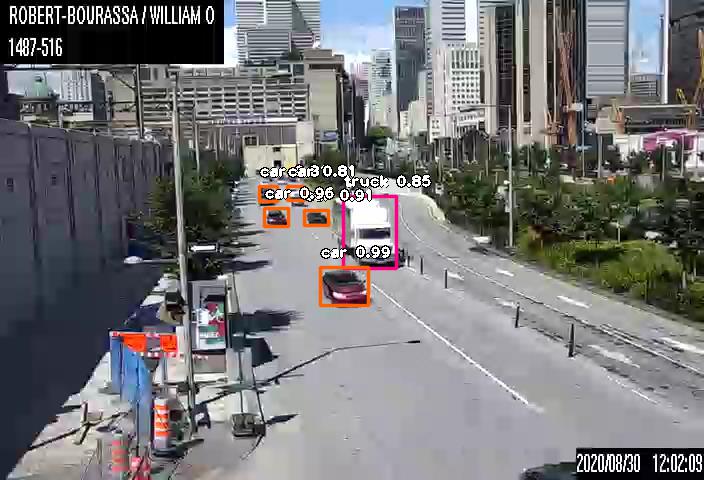 ROBERT-BOURASSA / WILLIAM O
1487-516
0.81
truck 0.85
car 0.96
0.91
car 0.99
2020/08/30 12:02:09